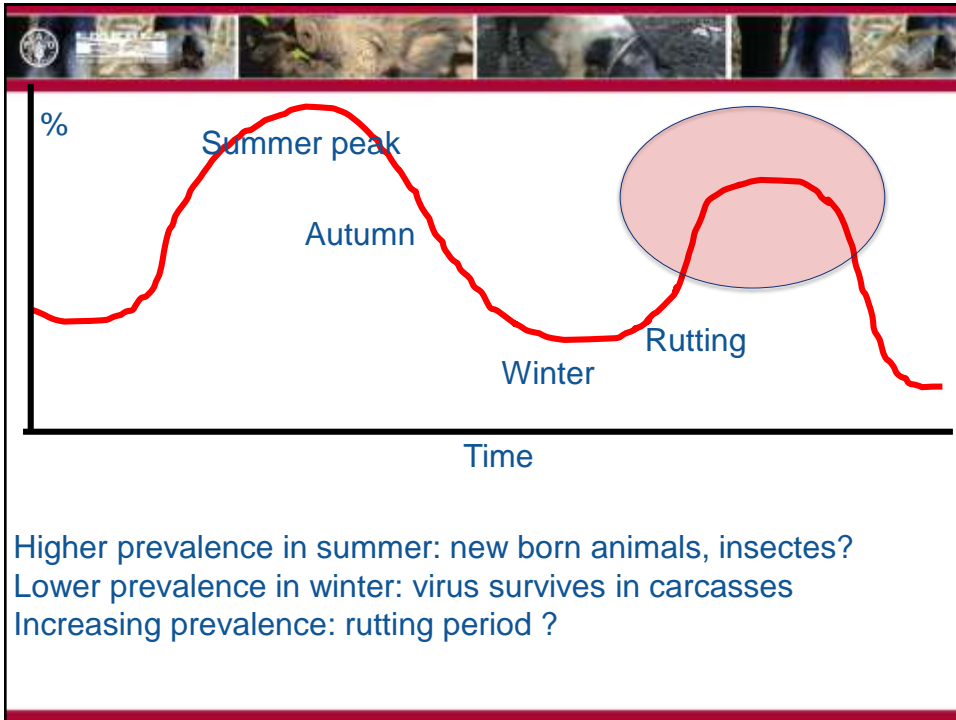 %
Summer peak
Autumn
Rutting
Winter
Time
Higher prevalence in summer: new born animals, insectes?
Lower prevalence in winter: virus survives in carcasses
Increasing prevalence: rutting period ?